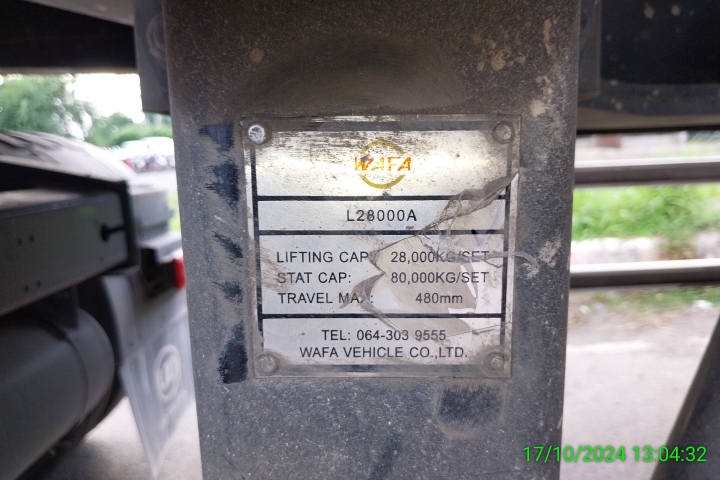 WAFA
L28000A
LIFTING CAP: 28,000KG/SET
STAT CAP: 80,000KG/SET
TRAVEL MAX: 480mm
TEL: 064-303 9555
WAFA VEHICLE CO.,LTD.
17/10/2024 13:04:32